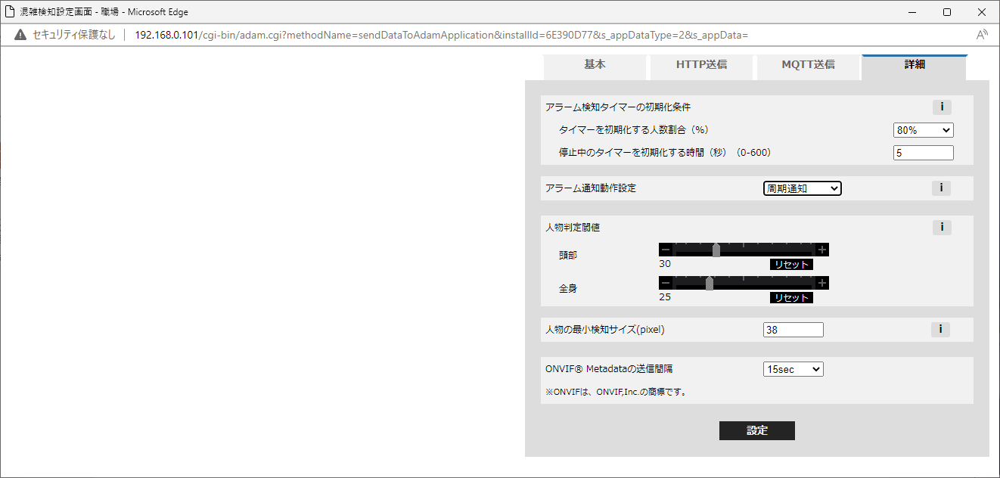 混雑検知設定画面 - 職場 - Microsoft Edge
セキュリティ保護なし | 192.168.0.101/cgi-bin/adam.cgi?methodName=sendDataToAdamApplication&installId=6E390D77&s_appDataType=2&s_appData=
基本 HTTP送信 MQTT送信 詳細
アラーム検知タイマーの初期化条件 i
タイマーを初期化する人数割合（%） 80%
停止中のタイマーを初期化する時間（秒）（0-600） 5
アラーム通知動作設定 周期通知 i
人物判定閾値 i
頭部
30 リセット
全身
25 リセット
人物の最小検知サイズ(pixel) 38 i
ONVIF® Metadataの送信間隔 15sec
※ONVIFは、ONVIF,Inc.の商標です。
設定